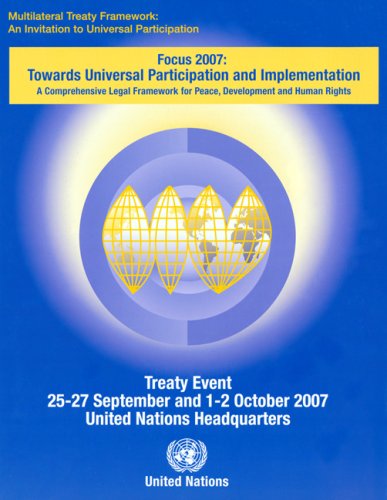 Multilateral Treaty Framework:
An Invitation to Universal Participation
Focus 2007:
Towards Universal Participation and Implementation
A Comprehensive Legal Framework for Peace, Development and Human Rights
Treaty Event
25-27 September and 1-2 October 2007
United Nations Headquarters
United Nations